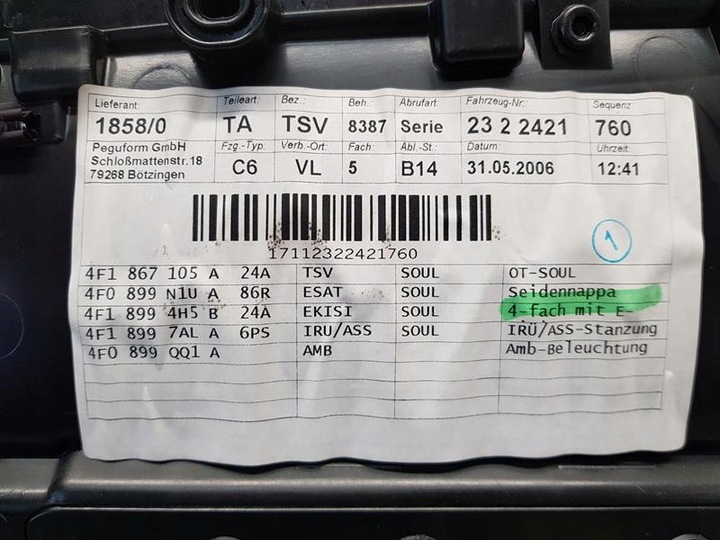 Lieferant: Teileart: Bez.: Beh.: Abrufart: Fahrzeug-Nr.: Sequenz
1858/0 TA TSV 8387 Serie 23 2 2421 760
Peguform GmbH Fzg.-Typ: Verb.-Ort: Fach: Abl.-St.: Datum: Uhrzeit:
Schloßmattenstr.18 C6 VL 5 B14 31.05.2006 12:41
79268 Bötzingen
17112322421760
1
4F1 867 105 A 24A TSV SOUL OT-SOUL
4F0 899 N1U A 86R ESAT SOUL Seidennappa
4F1 899 4H5 B 24A EKISI SOUL 4-fach mit E-
4F1 899 7AL A 6PS IRU/ASS SOUL IRÜ/ASS-Stanzung
4F0 899 QQ1 A AMB Amb-Beleuchtung